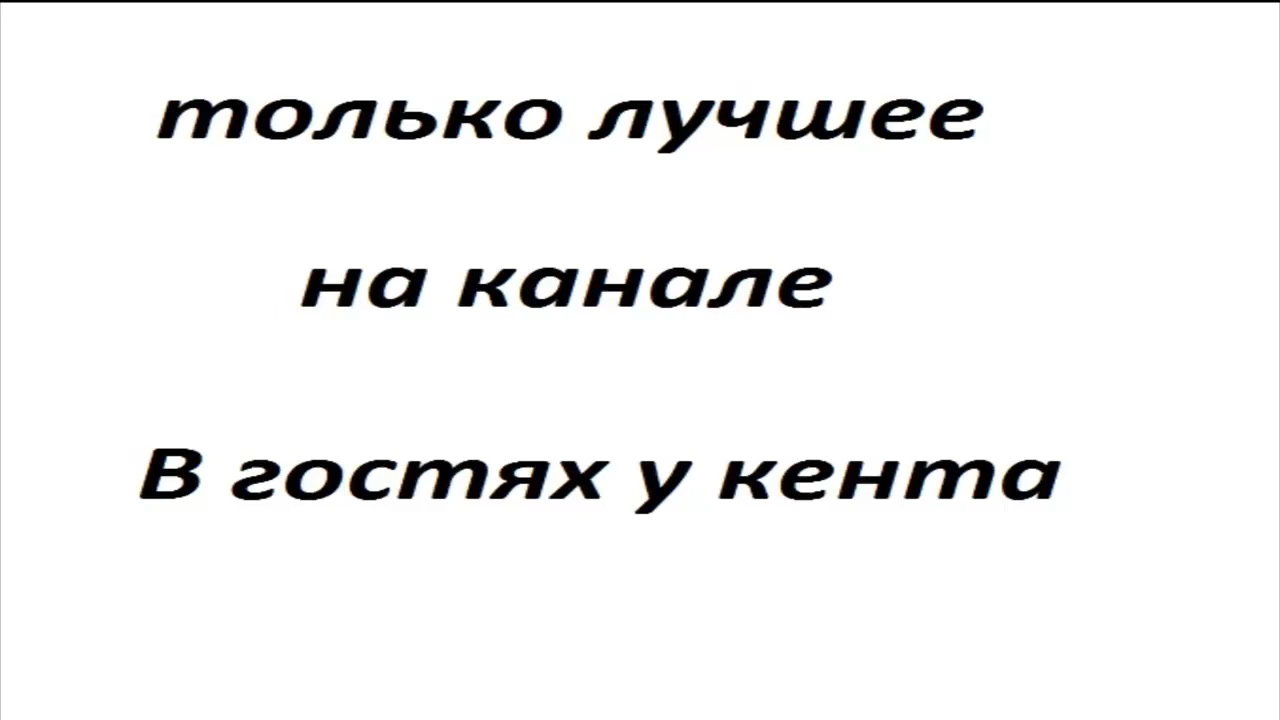 только лучшее
на канале
В гостях у кента